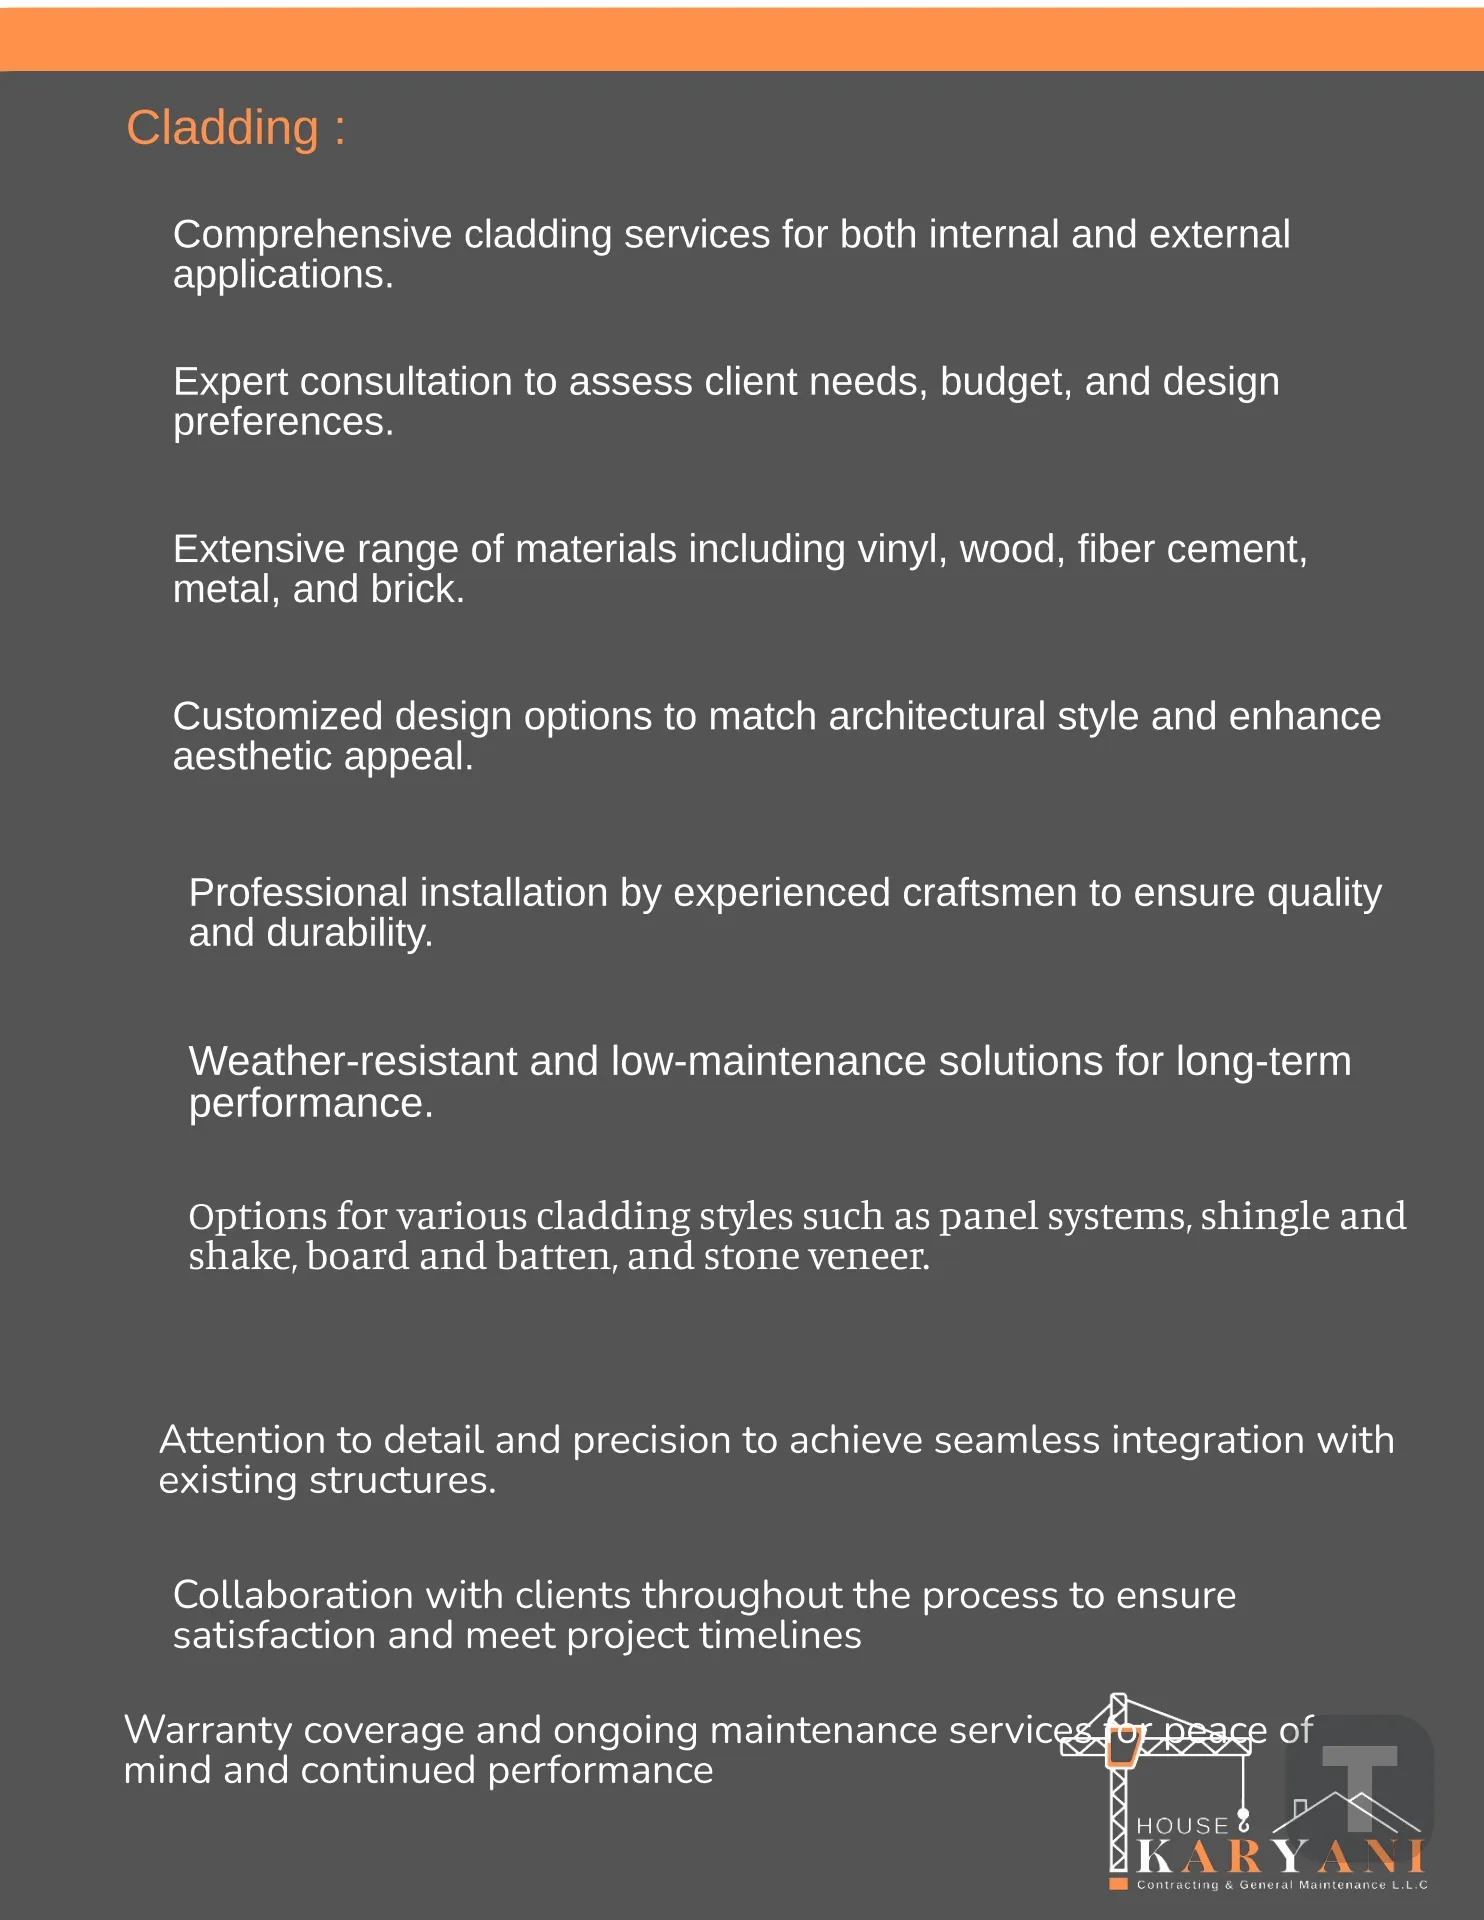 Cladding :
Comprehensive cladding services for both internal and external
applications.
Expert consultation to assess client needs, budget, and design
preferences.
Extensive range of materials including vinyl, wood, fiber cement,
metal, and brick.
Customized design options to match architectural style and enhance
aesthetic appeal.
Professional installation by experienced craftsmen to ensure quality
and durability.
Weather-resistant and low-maintenance solutions for long-term
performance.
Options for various cladding styles such as panel systems, shingle and
shake, board and batten, and stone veneer.
Attention to detail and precision to achieve seamless integration with
existing structures.
Collaboration with clients throughout the process to ensure
satisfaction and meet project timelines
Warranty coverage and ongoing maintenance services for peace of
mind and continued performance
T
HOUSE
KARYANI
Contracting & General Maintenance L.L.C